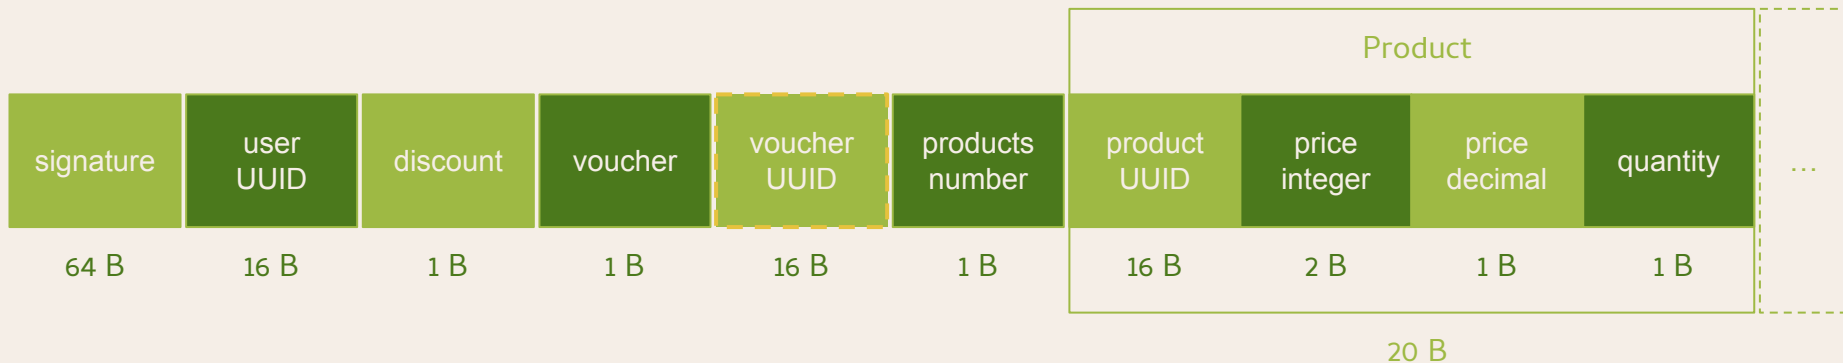 Product
signature
user
UUID
discount
voucher
voucher
UUID
products
number
product
UUID
price
integer
price
decimal
quantity
...
64 B
16 B
1 B
1 B
16 B
1 B
16 B
2 B
1 B
1 B
20 B